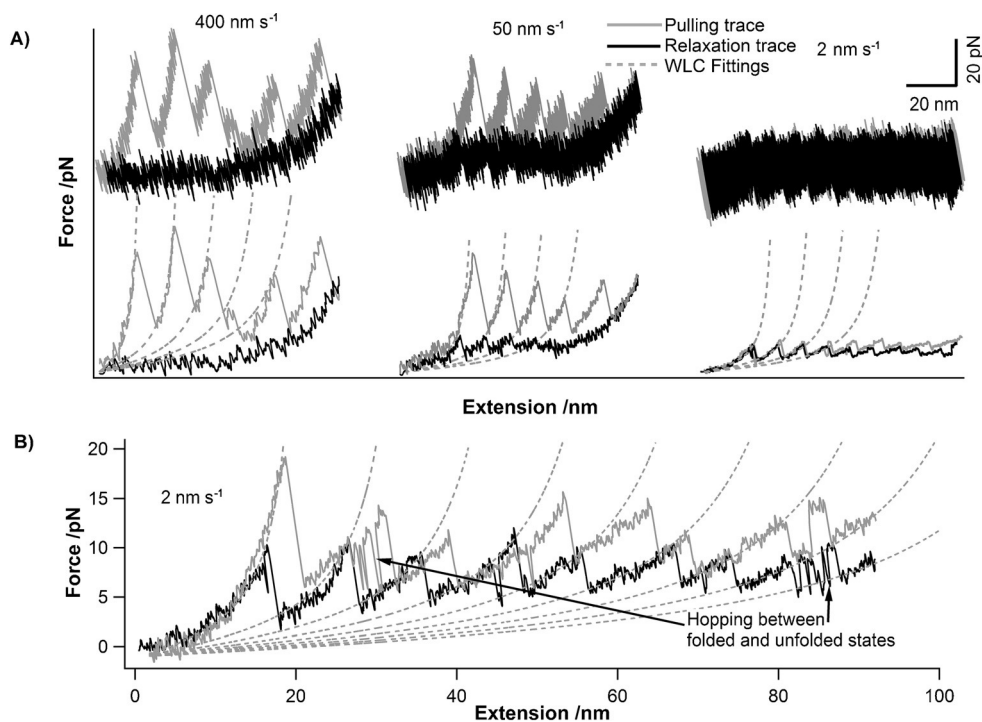 A)
400 nm s⁻¹
50 nm s⁻¹
Pulling trace
Relaxation trace
WLC Fittings
2 nm s⁻¹
20 pN
20 nm
Force /pN
Extension /nm
B)
2 nm s⁻¹
Force /pN
20
15
10
5
0
Hopping between
folded and unfolded states
0 20 40 60 80 100
Extension /nm